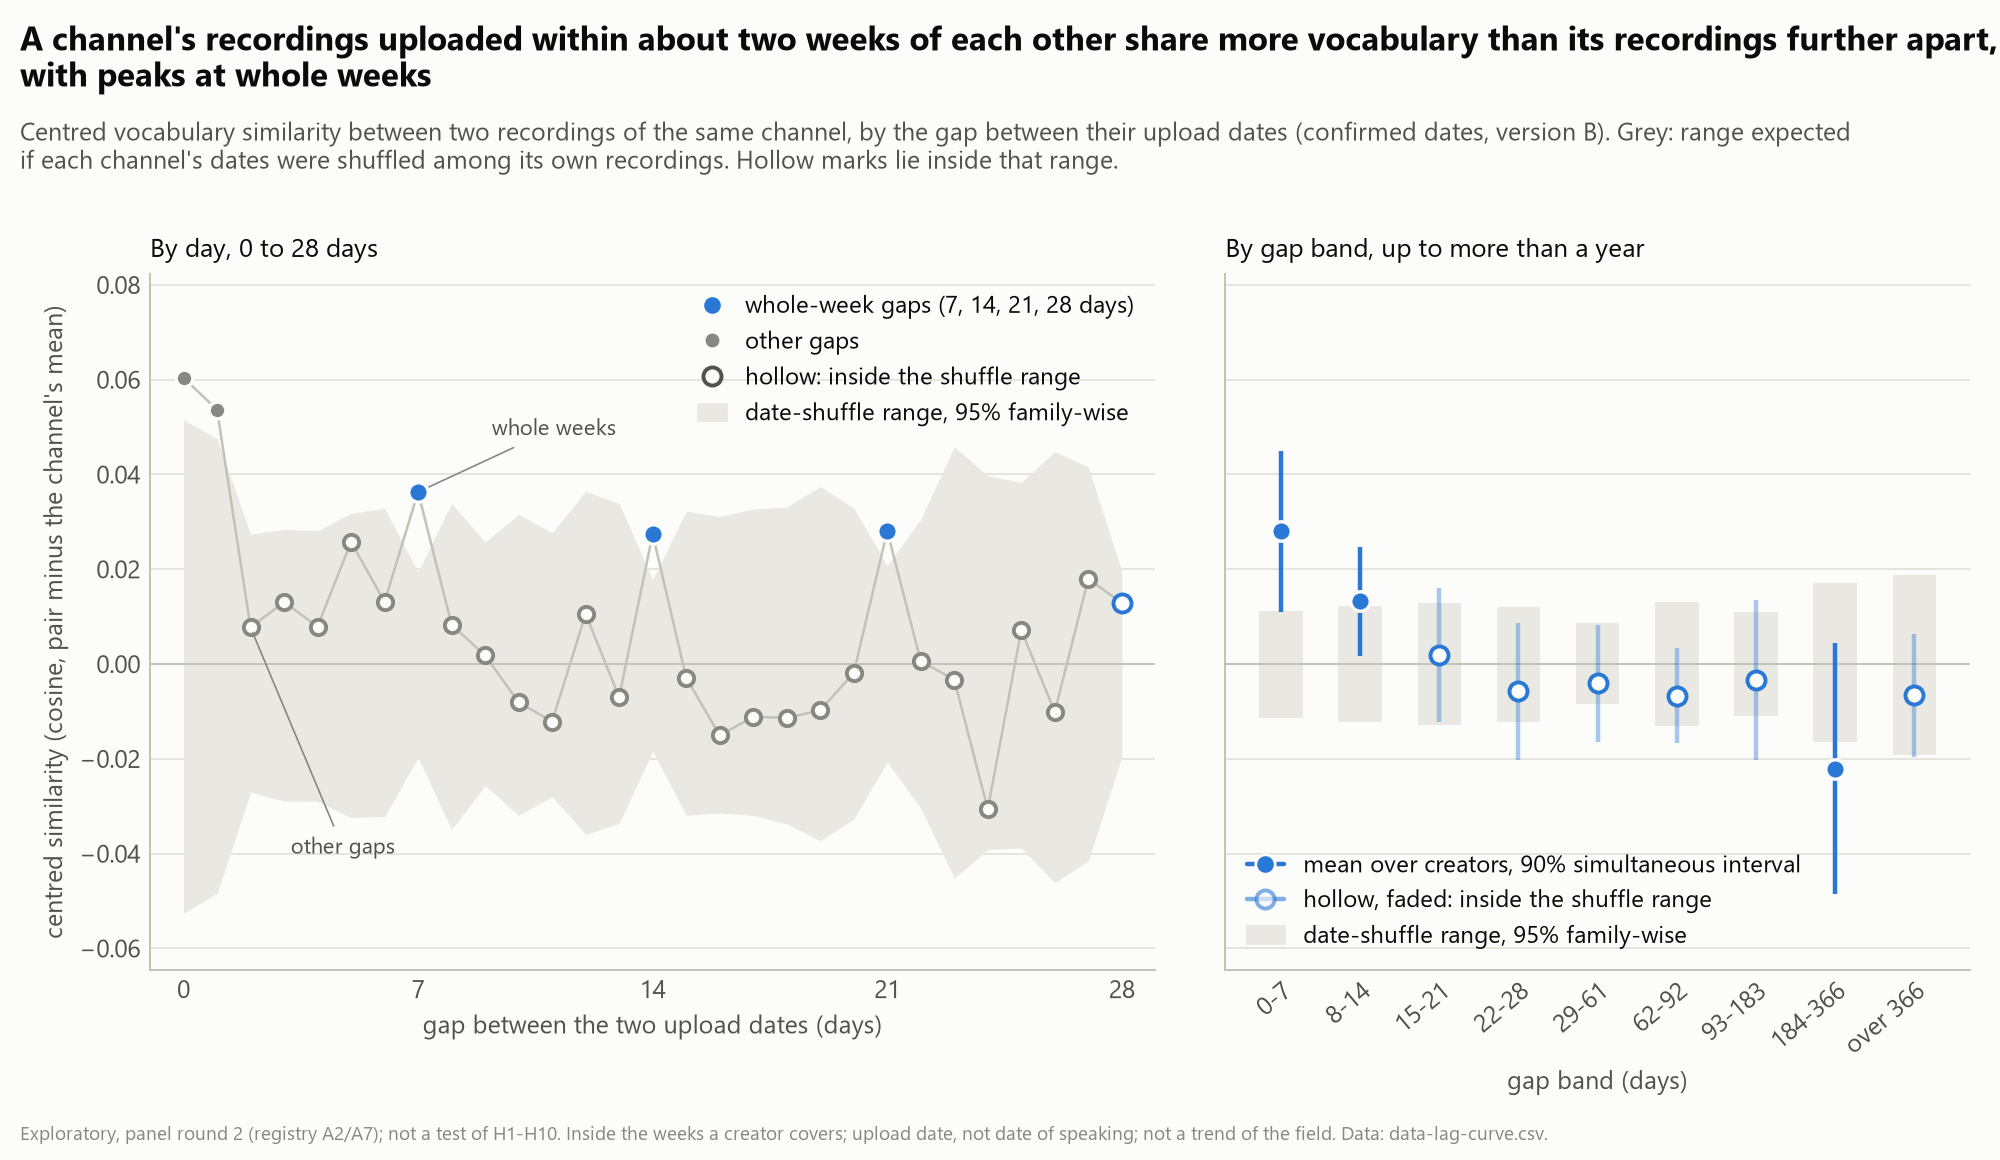 A channel's recordings uploaded within about two weeks of each other share more vocabulary than its recordings further apart,
with peaks at whole weeks
Centred vocabulary similarity between two recordings of the same channel, by the gap between their upload dates (confirmed dates, version B). Grey: range expected
if each channel's dates were shuffled among its own recordings. Hollow marks lie inside that range.
By day, 0 to 28 days
centred similarity (cosine, pair minus the channel's mean)
0.08
0.06
0.04
0.02
0.00
−0.02
−0.04
−0.06
whole-week gaps (7, 14, 21, 28 days)
other gaps
hollow: inside the shuffle range
date-shuffle range, 95% family-wise
whole weeks
other gaps
0 7 14 21 28
gap between the two upload dates (days)
By gap band, up to more than a year
mean over creators, 90% simultaneous interval
hollow, faded: inside the shuffle range
date-shuffle range, 95% family-wise
0-7 8-14 15-21 22-28 29-61 62-92 93-183 184-366 over 366
gap band (days)
Exploratory, panel round 2 (registry A2/A7); not a test of H1-H10. Inside the weeks a creator covers; upload date, not date of speaking; not a trend of the field. Data: data-lag-curve.csv.